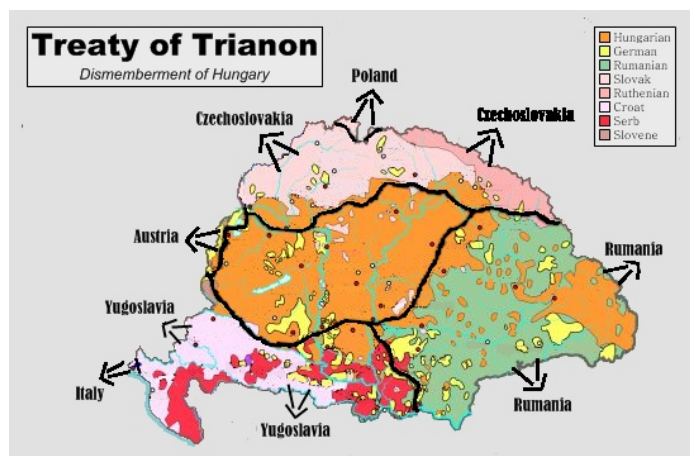 Treaty of Trianon
Dismemberment of Hungary
Hungarian
German
Rumanian
Slovak
Ruthenian
Croat
Serb
Slovene
Poland
Czechoslovakia
Czechoslovakia
Austria
Rumania
Yugoslavia
Italy
Rumania
Yugoslavia